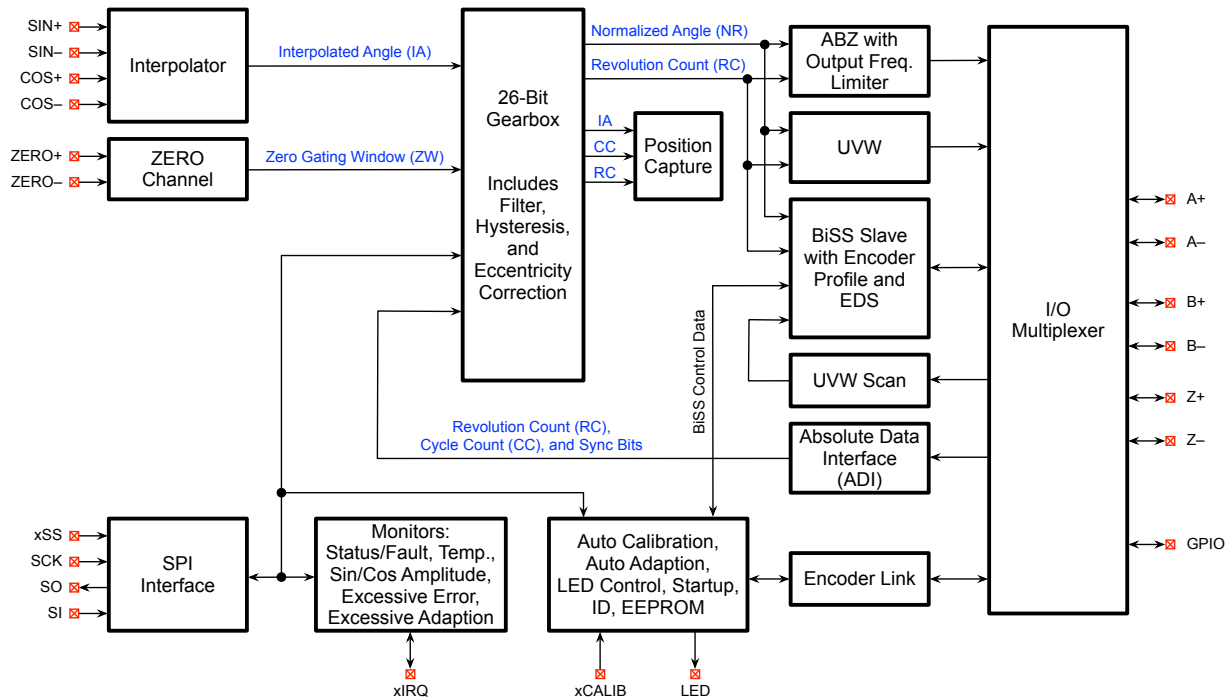 SIN+
SIN–
COS+
COS–
Interpolator
Interpolated Angle (IA)
ZERO+
ZERO–
ZERO
Channel
Zero Gating Window (ZW)
26-Bit
Gearbox
Includes
Filter,
Hysteresis,
and
Eccentricity
Correction
Normalized Angle (NR)
Revolution Count (RC)
IA
CC
RC
Position
Capture
ABZ with
Output Freq.
Limiter
UVW
BiSS Slave
with Encoder
Profile and
EDS
UVW Scan
Absolute Data
Interface
(ADI)
BiSS Control Data
Revolution Count (RC),
Cycle Count (CC), and Sync Bits
I/O
Multiplexer
A+
A–
B+
B–
Z+
Z–
GPIO
xSS
SCK
SO
SI
SPI
Interface
Monitors:
Status/Fault, Temp.,
Sin/Cos Amplitude,
Excessive Error,
Excessive Adaption
Auto Calibration,
Auto Adaption,
LED Control, Startup,
ID, EEPROM
Encoder Link
xIRQ
xCALIB
LED